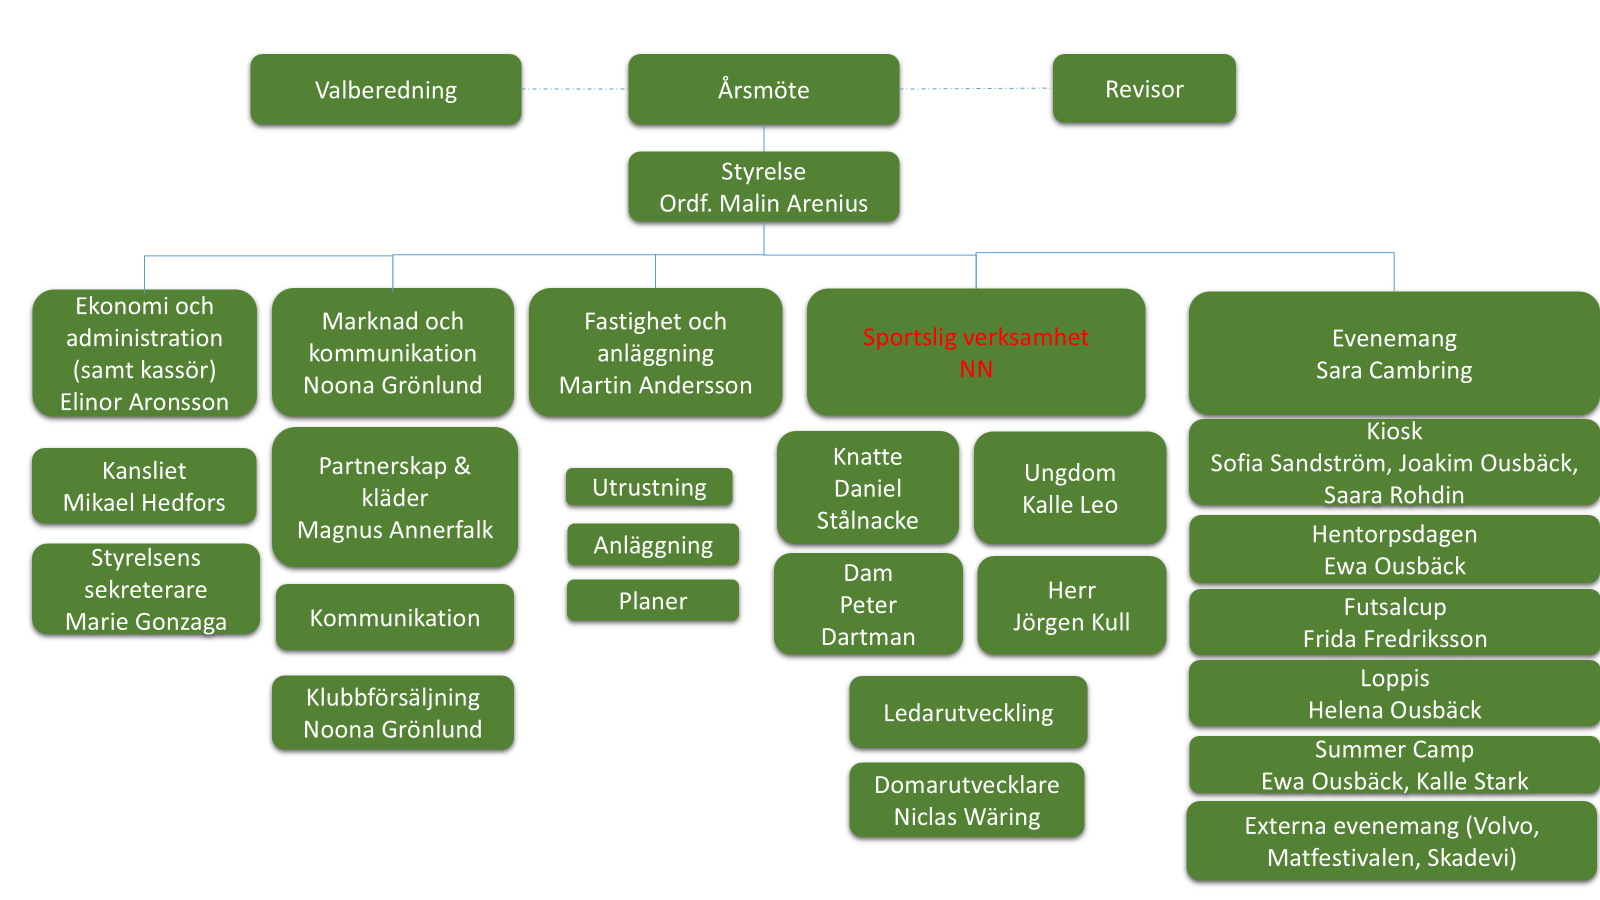 Valberedning
Årsmöte
Revisor
Styrelse
Ordf. Malin Arenius
Ekonomi och
administration
(samt kassör)
Elinor Aronsson
Marknad och
kommunikation
Noona Grönlund
Fastighet och
anläggning
Martin Andersson
Sportslig verksamhet
NN
Evenemang
Sara Cambring
Kansliet
Mikael Hedfors
Styrelsens
sekreterare
Marie Gonzaga
Partnerskap &
kläder
Magnus Annerfalk
Kommunikation
Klubbförsäljning
Noona Grönlund
Utrustning
Anläggning
Planer
Knatte
Daniel
Stålnacke
Ungdom
Kalle Leo
Dam
Peter
Dartman
Herr
Jörgen Kull
Ledarutveckling
Domarutvecklare
Niclas Wäring
Kiosk
Sofia Sandström, Joakim Ousbäck,
Saara Rohdin
Hentorpsdagen
Ewa Ousbäck
Futsalcup
Frida Fredriksson
Loppis
Helena Ousbäck
Summer Camp
Ewa Ousbäck, Kalle Stark
Externa evenemang (Volvo,
Matfestivalen, Skadevi)